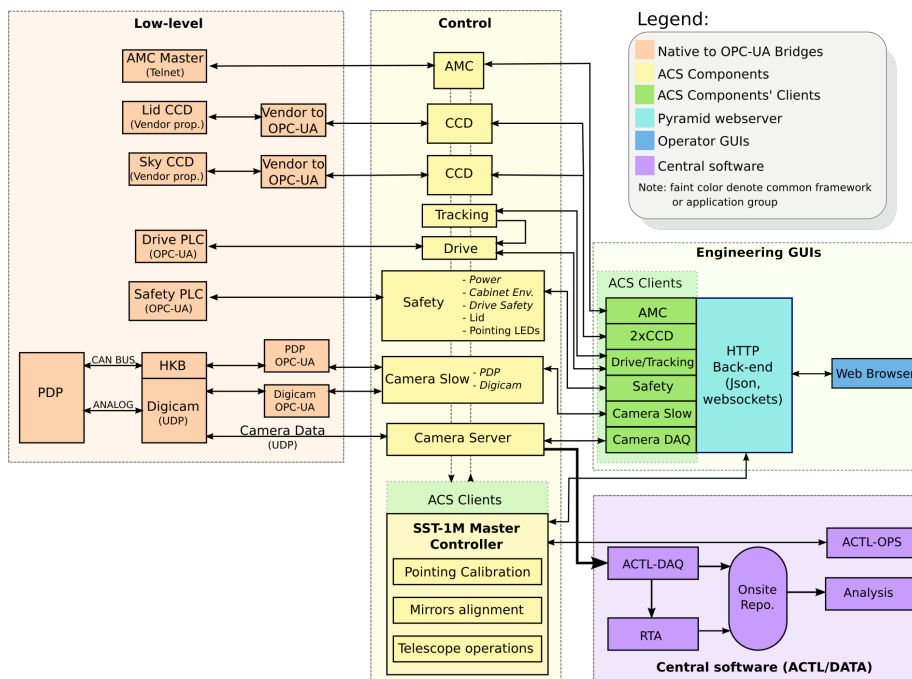 Low-level
AMC Master
(Telnet)
Lid CCD
(Vendor prop.)
Vendor to
OPC-UA
Sky CCD
(Vendor prop.)
Vendor to
OPC-UA
Drive PLC
(OPC-UA)
Safety PLC
(OPC-UA)
PDP
CAN BUS
ANALOG
HKB
Digicam
(UDP)
PDP
OPC-UA
Digicam
OPC-UA
Camera Data
(UDP)
Control
AMC
CCD
CCD
Tracking
Drive
Safety
- Power
- Cabinet Env.
- Drive Safety
- Lid
- Pointing LEDs
Camera Slow
- PDP
- Digicam
Camera Server
ACS Clients
SST-1M Master
Controller
Pointing Calibration
Mirrors alignment
Telescope operations
Legend:
Native to OPC-UA Bridges
ACS Components
ACS Components' Clients
Pyramid webserver
Operator GUIs
Central software
Note: faint color denote common framework
or application group
Engineering GUIs
ACS Clients
AMC
2xCCD
Drive/Tracking
Safety
Camera Slow
Camera DAQ
HTTP
Back-end
(Json,
websockets)
Web Browser
ACTL-OPS
ACTL-DAQ
RTA
Onsite
Repo.
Analysis
Central software (ACTL/DATA)